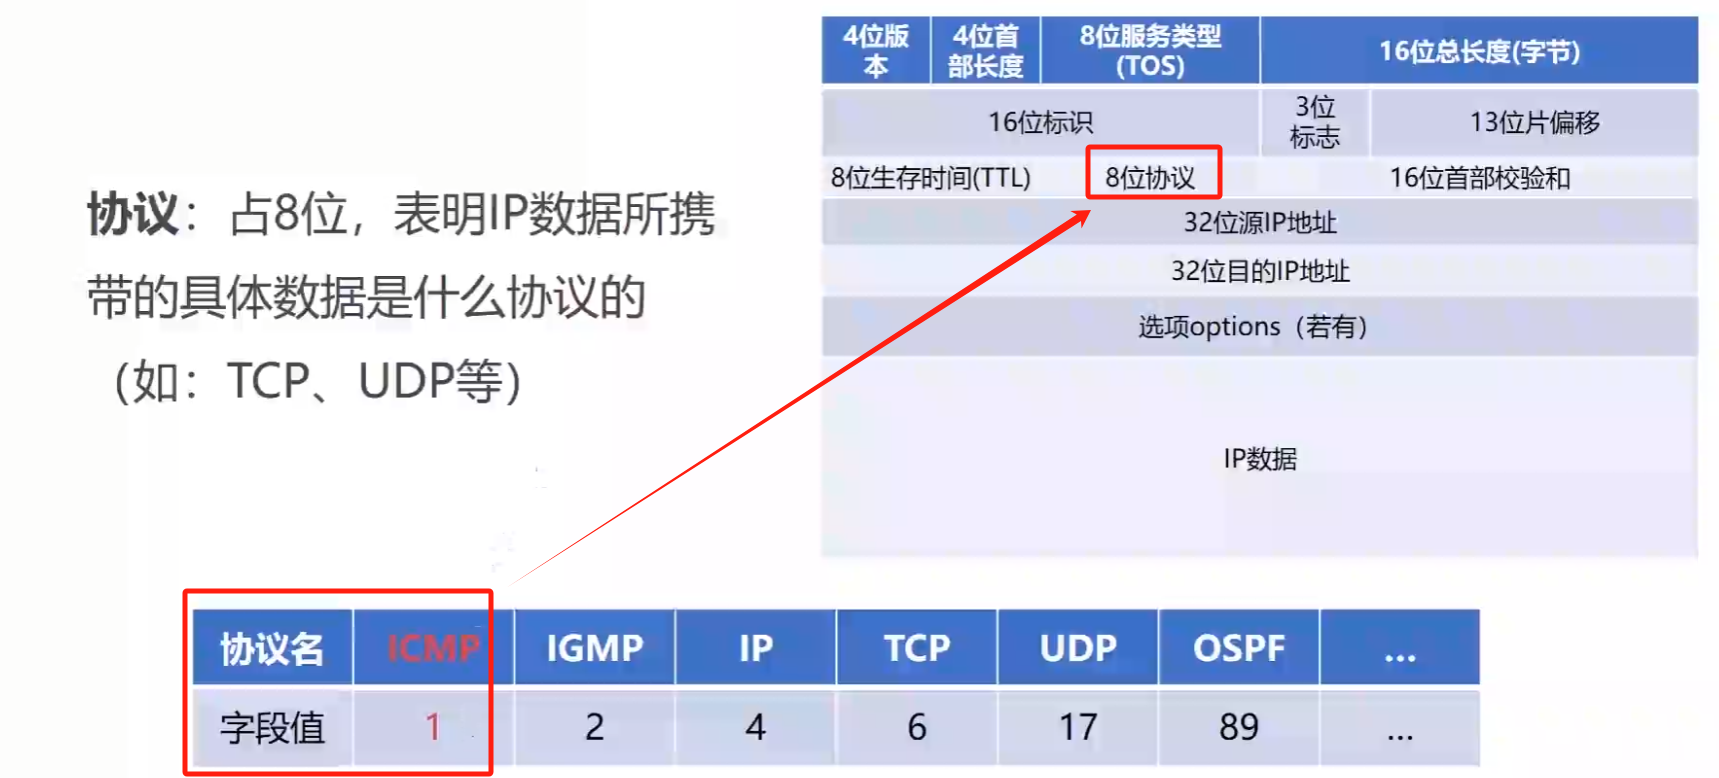 协议：占8位，表明IP数据所携
带的具体数据是什么协议的
（如：TCP、UDP等）
4位版
本
4位首
部长度
8位服务类型
(TOS)
16位总长度(字节)
16位标识
3位
标志
13位片偏移
8位生存时间(TTL)
8位协议
16位首部校验和
32位源IP地址
32位目的IP地址
选项options（若有）
IP数据
协议名 ICMP IGMP IP TCP UDP OSPF ...
字段值 1 2 4 6 17 89 ...